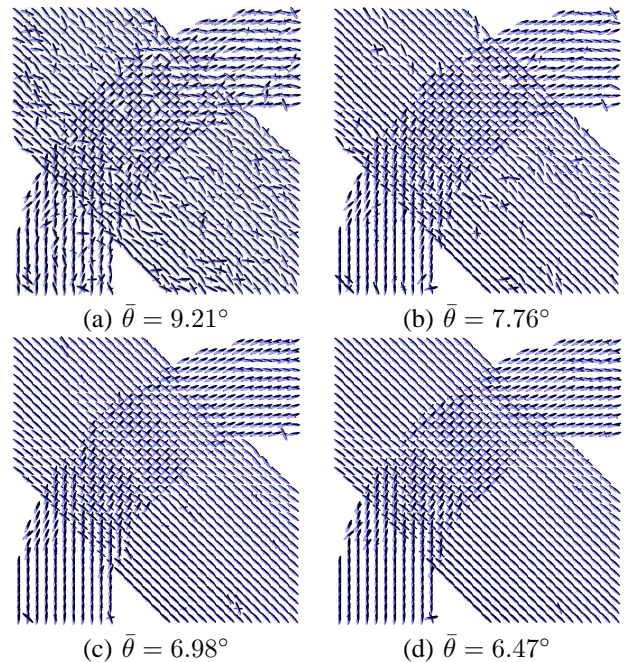 (a) θ̄ = 9.21°
(b) θ̄ = 7.76°
(c) θ̄ = 6.98°
(d) θ̄ = 6.47°